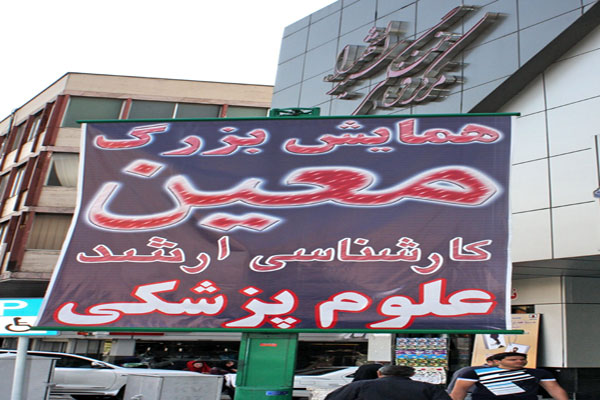 همایش بزرگ
معین
کارشناسی ارشد
علوم پزشکی